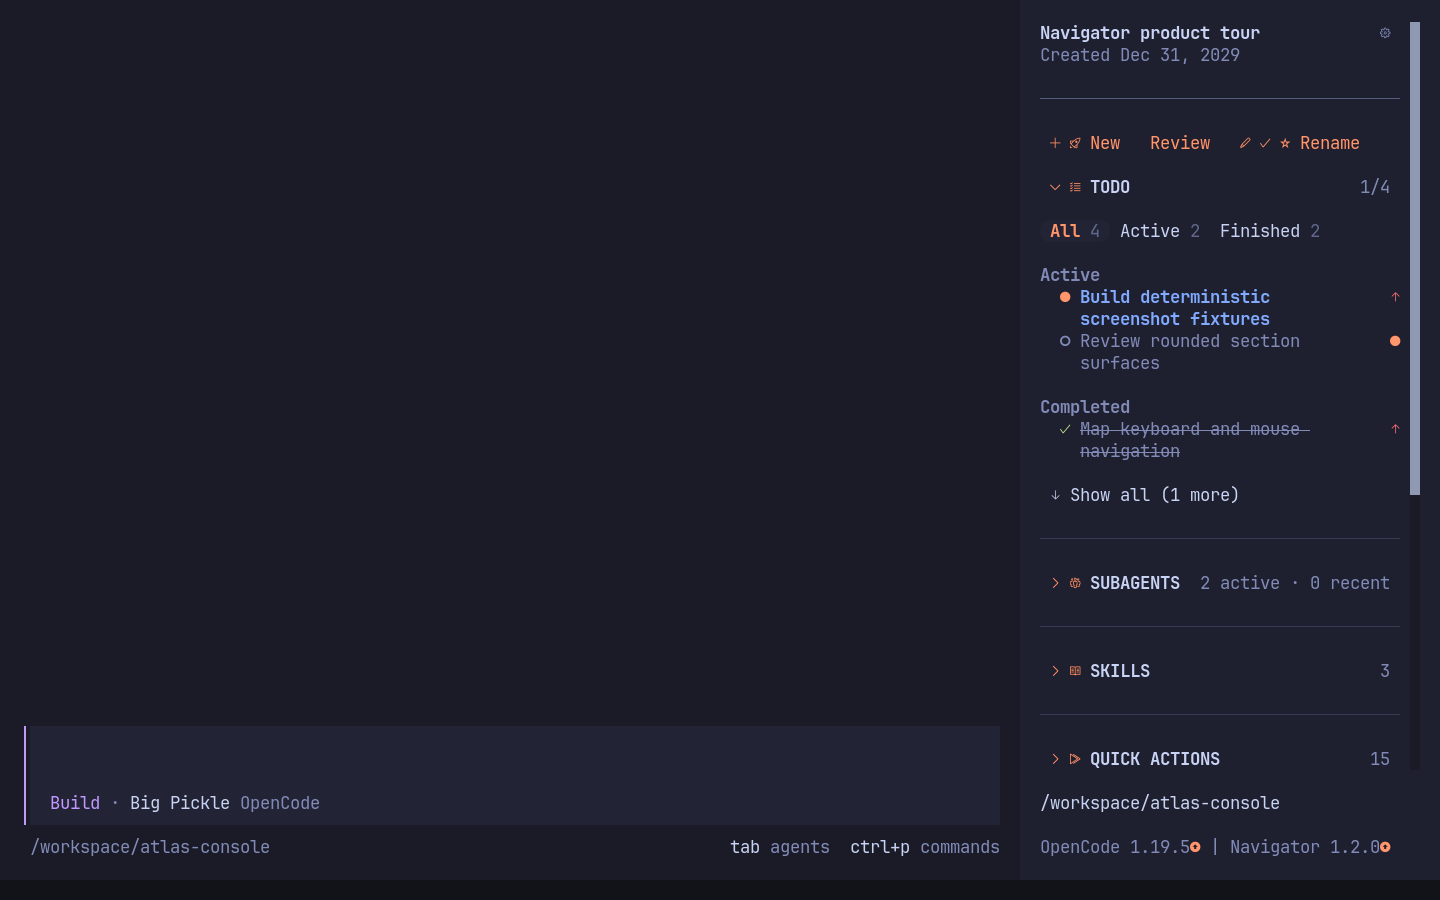 Navigator product tour
Created Dec 31, 2029
New Review Rename
TODO 1/4
All 4 Active 2 Finished 2
Active
Build deterministic
screenshot fixtures
Review rounded section
surfaces
Completed
Map keyboard and mouse
navigation
Show all (1 more)
SUBAGENTS 2 active · 0 recent
SKILLS 3
QUICK ACTIONS 15
/workspace/atlas-console
OpenCode 1.19.5 | Navigator 1.2.0
Build · Big Pickle OpenCode
/workspace/atlas-console tab agents ctrl+p commands